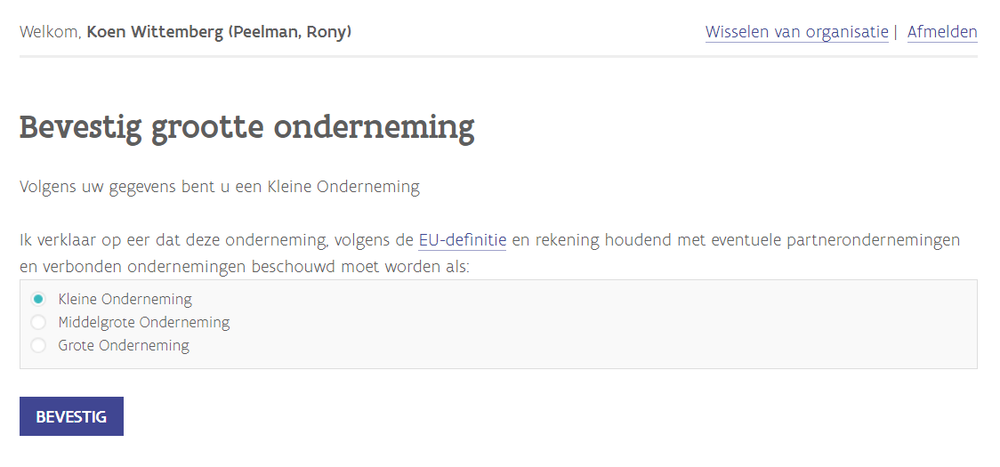 Welkom, Koen Wittemberg (Peelman, Rony)
Wisselen van organisatie | Afmelden
Bevestig grootte onderneming
Volgens uw gegevens bent u een Kleine Onderneming
Ik verklaar op eer dat deze onderneming, volgens de EU-definitie en rekening houdend met eventuele partnerondernemingen
en verbonden ondernemingen beschouwd moet worden als:
Kleine Onderneming
Middelgrote Onderneming
Grote Onderneming
BEVESTIG